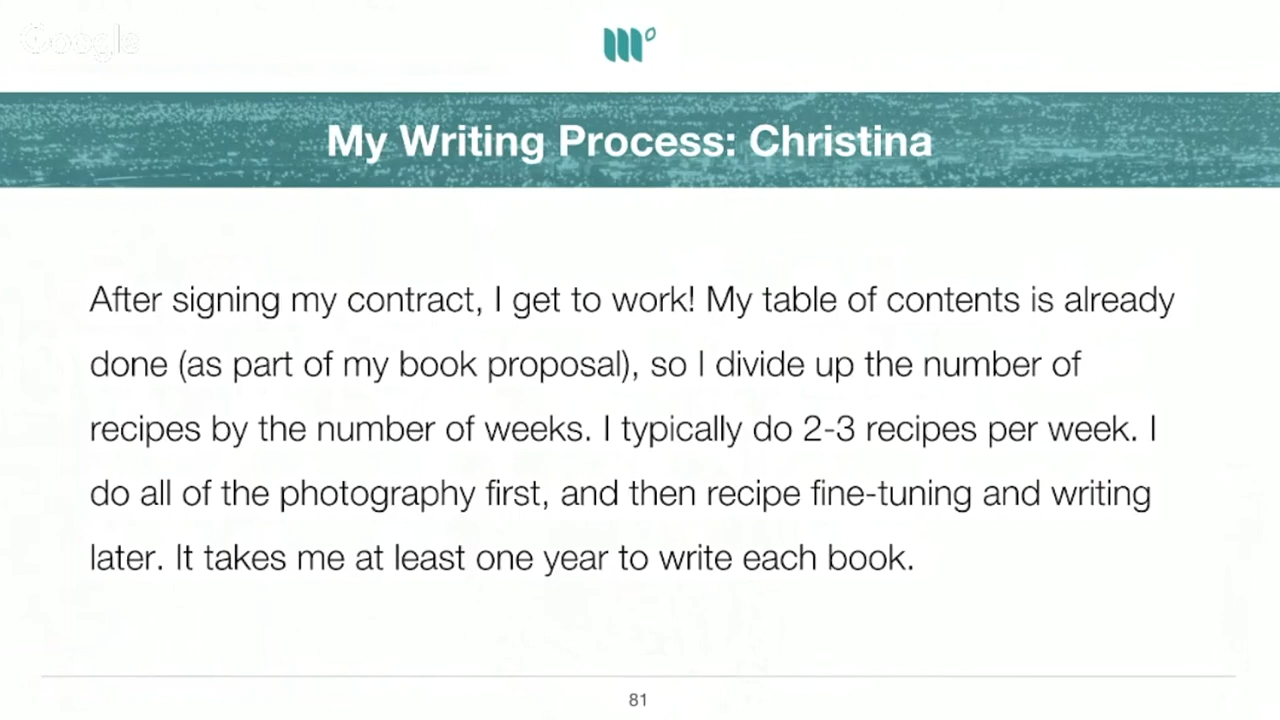 Google
My Writing Process: Christina
After signing my contract, I get to work! My table of contents is already
done (as part of my book proposal), so I divide up the number of
recipes by the number of weeks. I typically do 2-3 recipes per week. I
do all of the photography first, and then recipe fine-tuning and writing
later. It takes me at least one year to write each book.
81